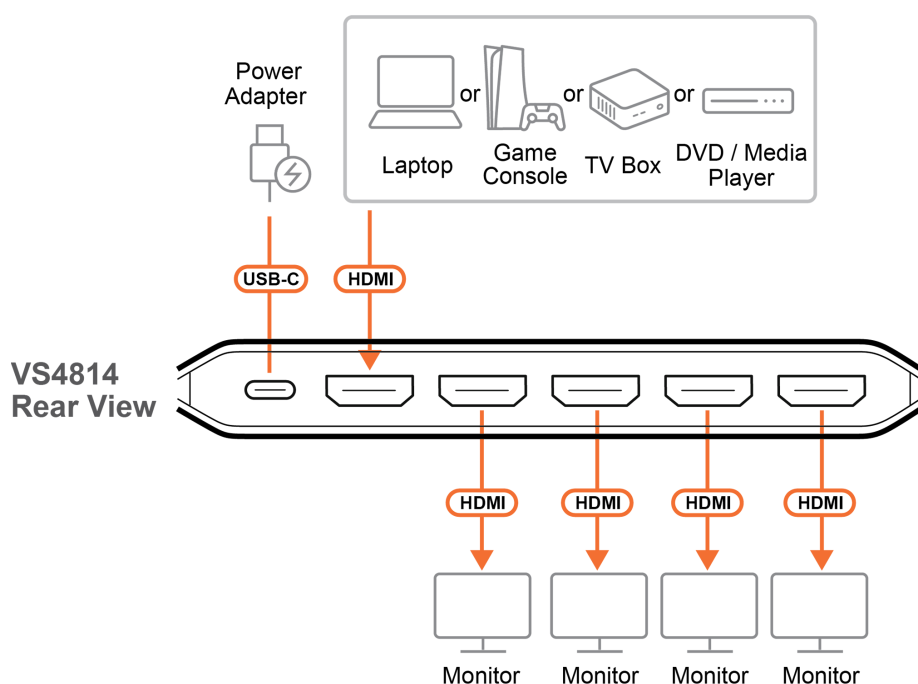 Power
Adapter
or
or
or
Laptop
Game
Console
TV Box
DVD / Media
Player
USB-C
HDMI
VS4814
Rear View
HDMI
HDMI
HDMI
HDMI
Monitor
Monitor
Monitor
Monitor